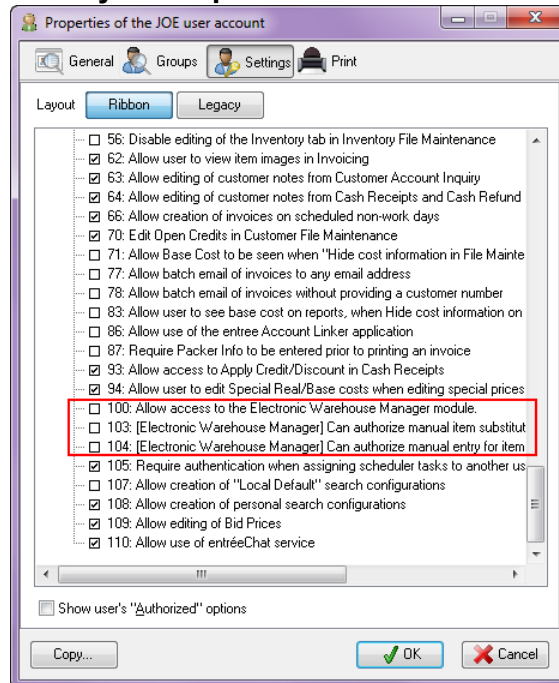 Properties of the JOE user account
General Groups Settings Print
Layout Ribbon Legacy
56: Disable editing of the Inventory tab in Inventory File Maintenance
62: Allow user to view item images in Invoicing
63: Allow editing of customer notes from Customer Account Inquiry
64: Allow editing of customer notes from Cash Receipts and Cash Refund
66: Allow creation of invoices on scheduled non-work days
70: Edit Open Credits in Customer File Maintenance
71: Allow Base Cost to be seen when "Hide cost information in File Mainte
77: Allow batch email of invoices to any email address
78: Allow batch email of invoices without providing a customer number
83: Allow user to see base cost on reports, when Hide cost information on
86: Allow use of the entree Account Linker application
87: Require Packer Info to be entered prior to printing an invoice
93: Allow access to Apply Credit/Discount in Cash Receipts
94: Allow user to edit Special Real/Base costs when editing special prices
100: Allow access to the Electronic Warehouse Manager module.
103: [Electronic Warehouse Manager] Can authorize manual item substitut
104: [Electronic Warehouse Manager] Can authorize manual entry for item
105: Require authentication when assigning scheduler tasks to another us
107: Allow creation of "Local Default" search configurations
108: Allow creation of personal search configurations
109: Allow editing of Bid Prices
110: Allow use of entréeChat service
Show user's "Authorized" options
Copy... OK Cancel